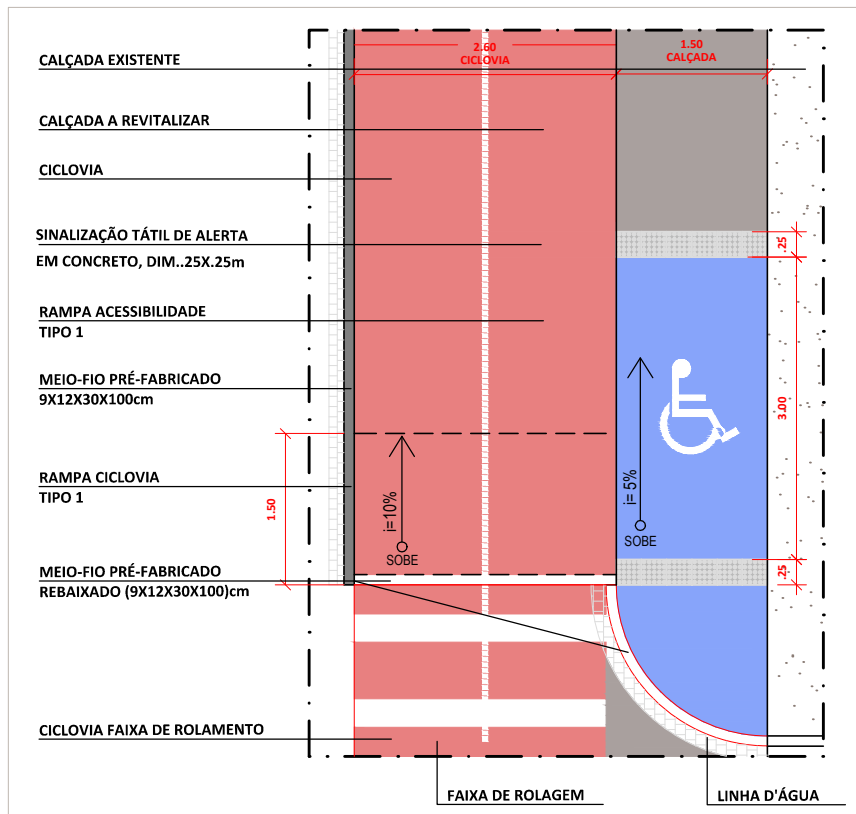 2.60
CICLOVIA
1.50
CALÇADA
CALÇADA EXISTENTE
CALÇADA A REVITALIZAR
CICLOVIA
SINALIZAÇÃO TÁTIL DE ALERTA
EM CONCRETO, DIM..25X.25m
.25
RAMPA ACESSIBILIDADE
TIPO 1
MEIO-FIO PRÉ-FABRICADO
9X12X30X100cm
3.00
RAMPA CICLOVIA
TIPO 1
1.50
i=10%
SOBE
i= 5%
SOBE
MEIO-FIO PRÉ-FABRICADO
REBAIXADO (9X12X30X100)cm
.25
CICLOVIA FAIXA DE ROLAMENTO
FAIXA DE ROLAGEM
LINHA D'ÁGUA